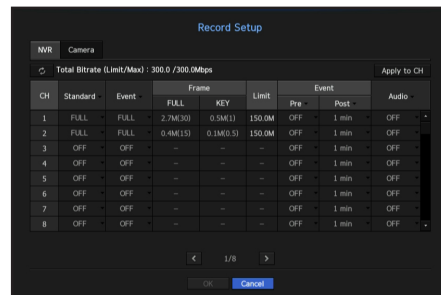 Record Setup
NVR Camera
Total Bitrate (Limit/Max) : 300.0 /300.0Mbps Apply to CH
CH Standard Event Frame Limit Event Audio
FULL KEY Pre Post
1 FULL FULL 2.7M(30) 0.5M(1) 150.0M OFF 1 min OFF
2 FULL FULL 0.4M(15) 0.1M(0.5) 150.0M OFF 1 min OFF
3 OFF OFF – – – OFF 1 min OFF
4 OFF OFF – – – OFF 1 min OFF
5 OFF OFF – – – OFF 1 min OFF
6 OFF OFF – – – OFF 1 min OFF
7 OFF OFF – – – OFF 1 min OFF
8 OFF OFF – – – OFF 1 min OFF
< 1/8 >
OK Cancel